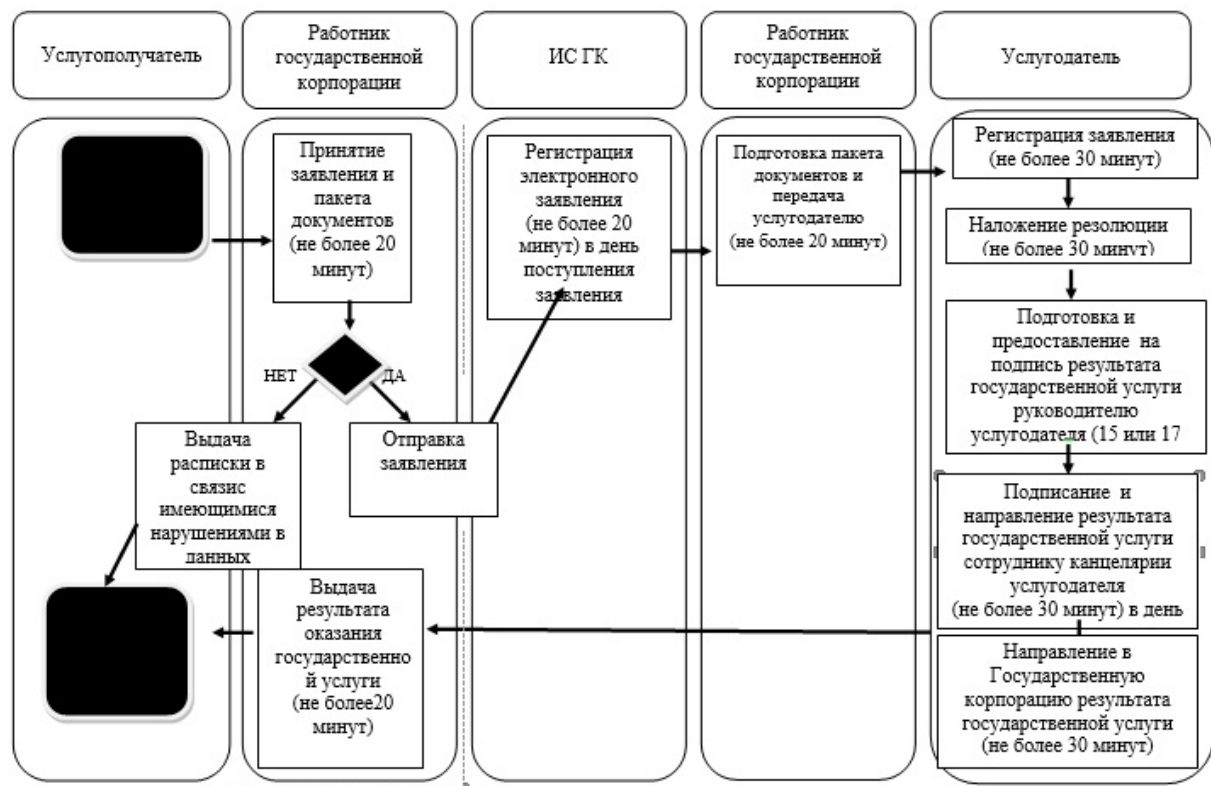 Услугополучатель
Работник
государственной
корпорации
ИС ГК
Работник
государственной
корпорации
Услугодатель
Принятие
заявления и
пакета
документов
(не более 20
минут)
НЕТ
ДА
Выдача
расписки в
связис
имеющимися
нарушениями в
данных
Отправка
заявления
Регистрация
электронного
заявления
(не более 20
минут) в день
поступления
заявления
Подготовка пакета
документов и
передача
услугодателю
(не более 20 минут)
Регистрация заявления
(не более 30 минут)
Наложение резолюции
(не более 30 минут)
Подготовка и
предоставление на
подпись результата
государственной услуги
руководителю
услугодателя (15 или 17
Подписание и
направление результата
государственной услуги
сотруднику канцелярии
услугодателя
(не более 30 минут) в день
Направление в
Государственную
корпорацию результата
государственной услуги
(не более 30 минут)
Выдача
результата
оказания
государственно
й услуги
(не более20
минут)